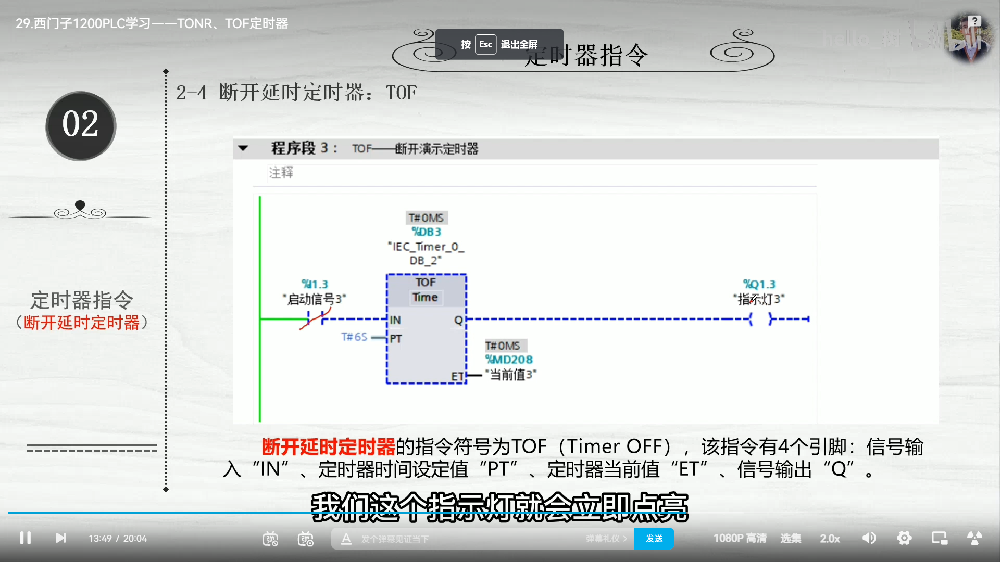 29.西门子1200PLC学习——TONR、TOF定时器
按 Esc 退出全屏
定时器指令
2-4 断开延时定时器：TOF
02
程序段 3： TOF——断开演示定时器
注释
T#0MS
%DB3
"IEC_Timer_0_
DB_2"
TOF
Time
%I1.3
"启动信号3"
%Q1.3
"指示灯3"
IN
Q
T#6S
PT
T#0MS
%MD208
ET
"当前值3"
定时器指令
（断开延时定时器）
断开延时定时器的指令符号为TOF（Timer OFF），该指令有4个引脚：信号输
入“IN”、定时器时间设定值“PT”、定时器当前值“ET”、信号输出“Q”。
我们这个指示灯就会立即点亮
13:49 / 20:04
弹
弹
A 发个弹幕见证当下
弹幕礼仪 >
发送
1080P 高清
选集
2.0x